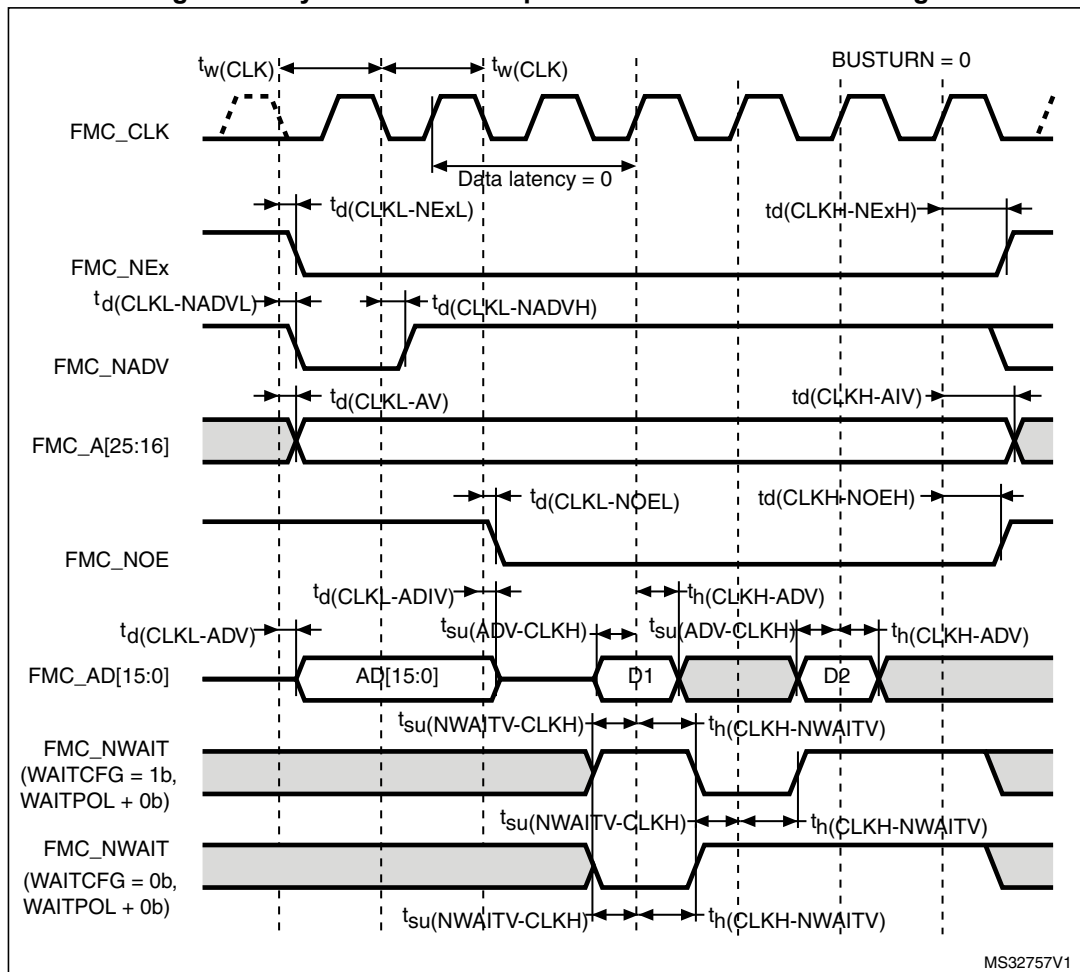 BUSTURN = 0
tw(CLK) tw(CLK)
FMC_CLK
Data latency = 0
td(CLKL-NExL) td(CLKH-NExH)
FMC_NEx
td(CLKL-NADVL) td(CLKL-NADVH)
FMC_NADV
td(CLKL-AV) td(CLKH-AIV)
FMC_A[25:16]
td(CLKL-NOEL) td(CLKH-NOEH)
FMC_NOE
td(CLKL-ADIV) th(CLKH-ADV)
td(CLKL-ADV) tsu(ADV-CLKH) tsu(ADV-CLKH) th(CLKH-ADV)
FMC_AD[15:0] AD[15:0] D1 D2
tsu(NWAITV-CLKH) th(CLKH-NWAITV)
FMC_NWAIT
(WAITCFG = 1b,
WAITPOL + 0b)
tsu(NWAITV-CLKH) th(CLKH-NWAITV)
FMC_NWAIT
(WAITCFG = 0b,
WAITPOL + 0b)
tsu(NWAITV-CLKH) th(CLKH-NWAITV)
MS32757V1